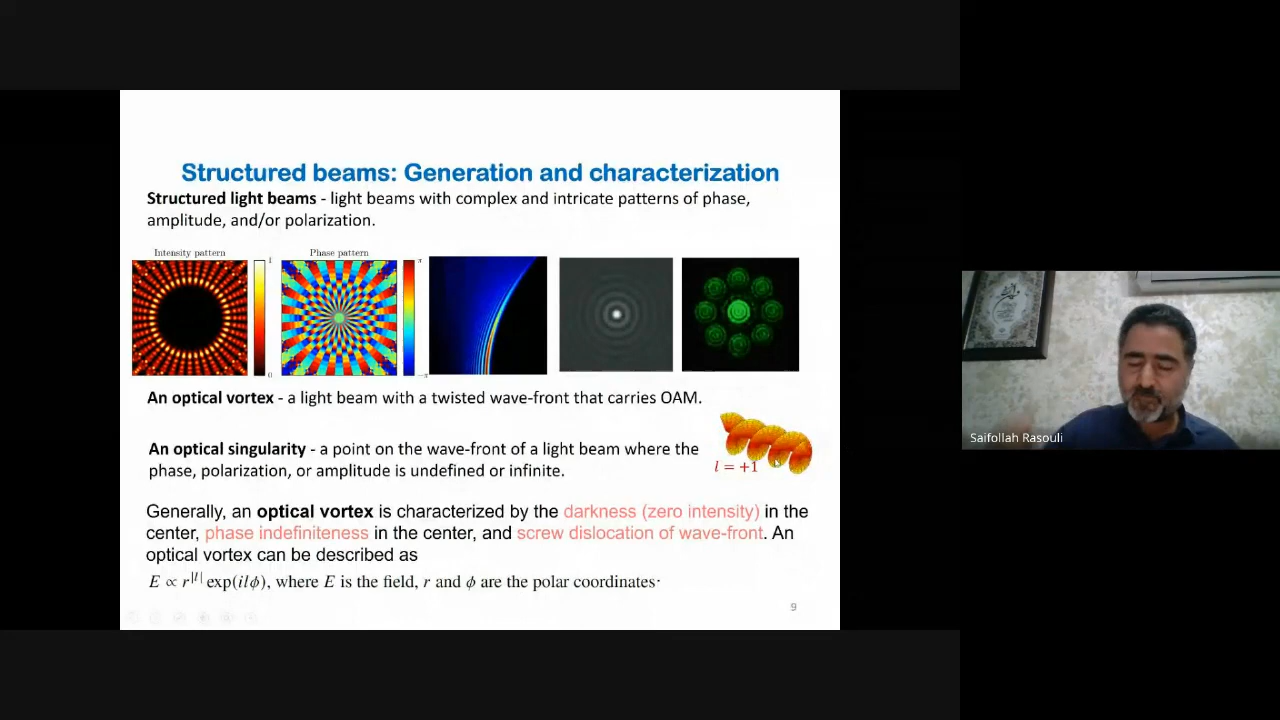 Structured beams: Generation and characterization
Structured light beams - light beams with complex and intricate patterns of phase,
amplitude, and/or polarization.
Intensity pattern
1
0
Phase pattern
π
−π
An optical vortex - a light beam with a twisted wave-front that carries OAM.
An optical singularity - a point on the wave-front of a light beam where the
phase, polarization, or amplitude is undefined or infinite.
l = +1
Generally, an optical vortex is characterized by the darkness (zero intensity) in the
center, phase indefiniteness in the center, and screw dislocation of wave-front. An
optical vortex can be described as
E ∝ r^|l| exp(ilϕ), where E is the field, r and ϕ are the polar coordinates·
9
Saifollah Rasouli